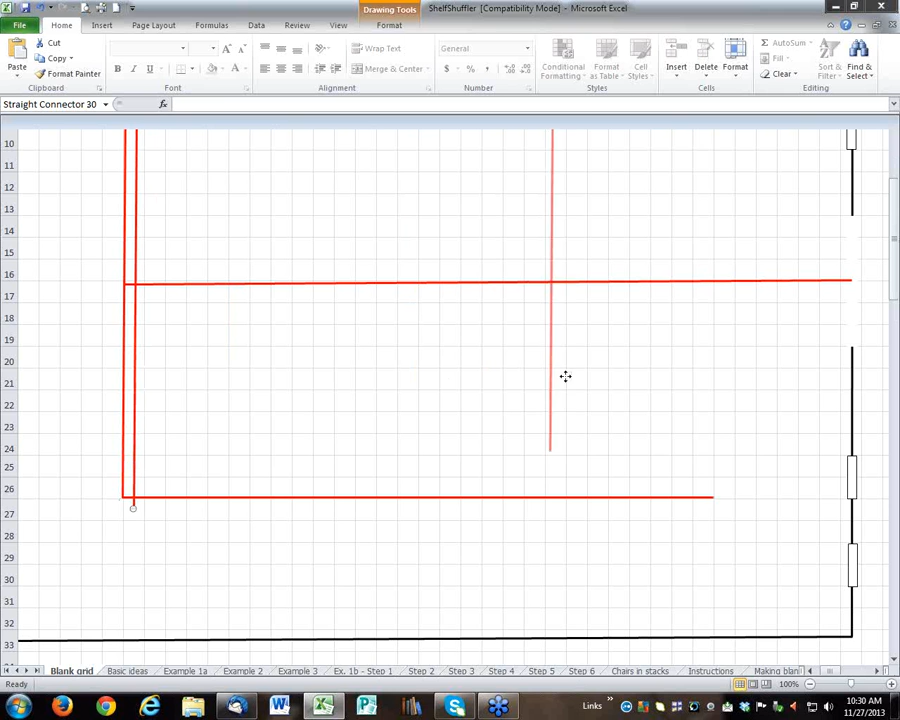 Drawing Tools
ShelfShuffler [Compatibility Mode] - Microsoft Excel
File Home Insert Page Layout Formulas Data Review View Format
Paste
Cut
Copy
Format Painter
Clipboard
Font
Wrap Text
Merge & Center
Alignment
General
Number
Conditional Formatting
Format as Table
Cell Styles
Styles
Insert
Delete
Format
Cells
AutoSum
Fill
Clear
Sort & Filter
Find & Select
Editing
Straight Connector 30
fx
10
11
12
13
14
15
16
17
18
19
20
21
22
23
24
25
26
27
28
29
30
31
32
33
Blank grid Basic ideas Example 1a Example 2 Example 3 Ex. 1b - Step 1 Step 2 Step 3 Step 4 Step 5 Step 6 Chairs in stacks Instructions Making blan
Ready
100%
Links
10:30 AM
11/27/2013